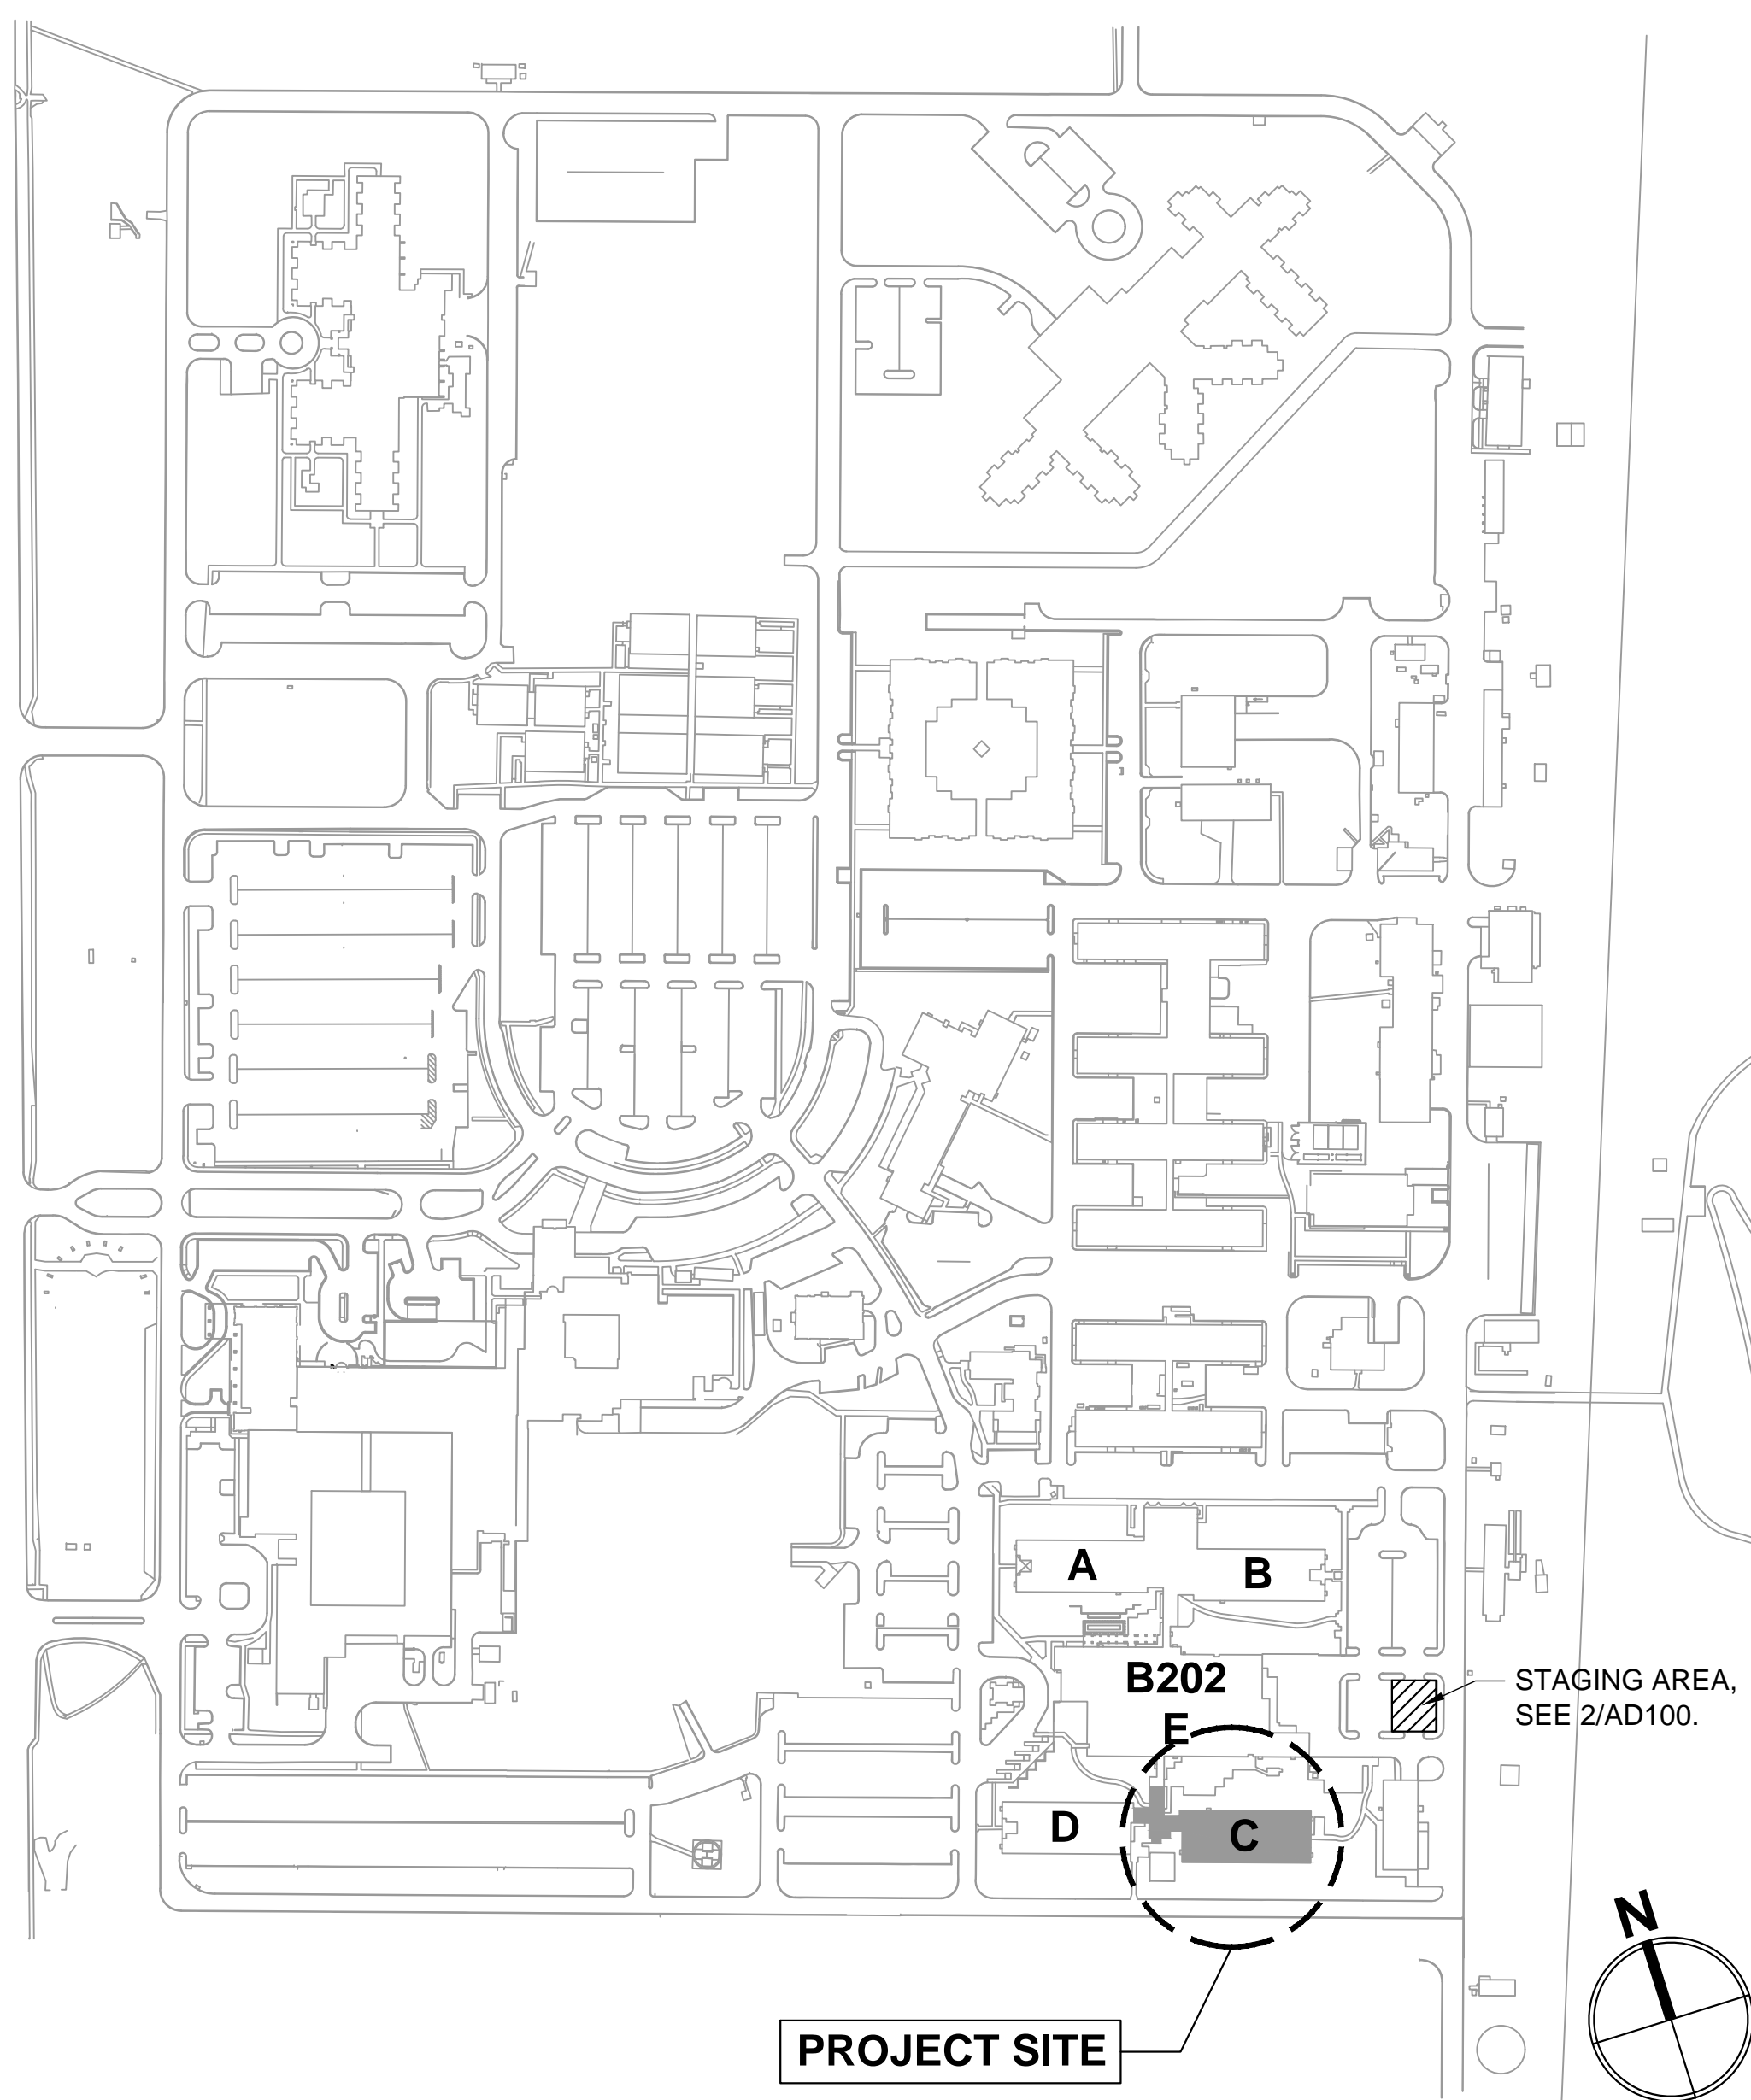 A
B
B202
E
STAGING AREA,
SEE 2/AD100.
D
C
N
PROJECT SITE